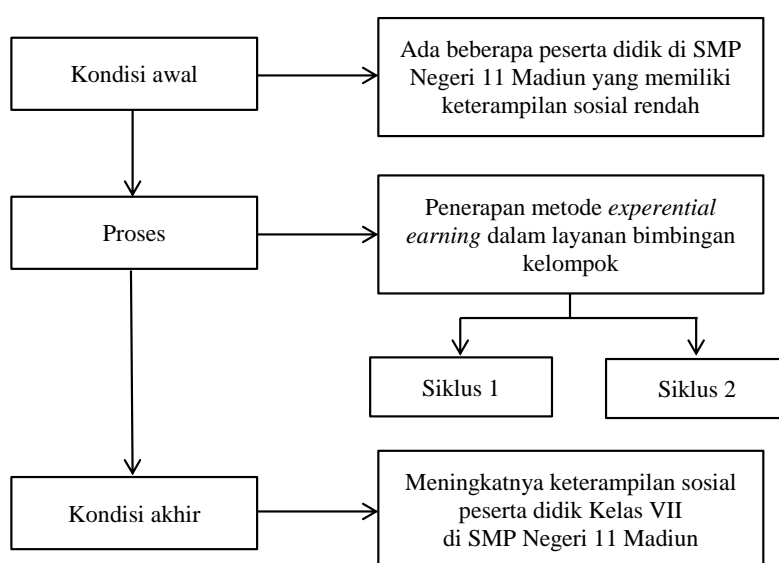 Kondisi awal
Ada beberapa peserta didik di SMP
Negeri 11 Madiun yang memiliki
keterampilan sosial rendah
Proses
Penerapan metode experential
earning dalam layanan bimbingan
kelompok
Siklus 1
Siklus 2
Kondisi akhir
Meningkatnya keterampilan sosial
peserta didik Kelas VII
di SMP Negeri 11 Madiun